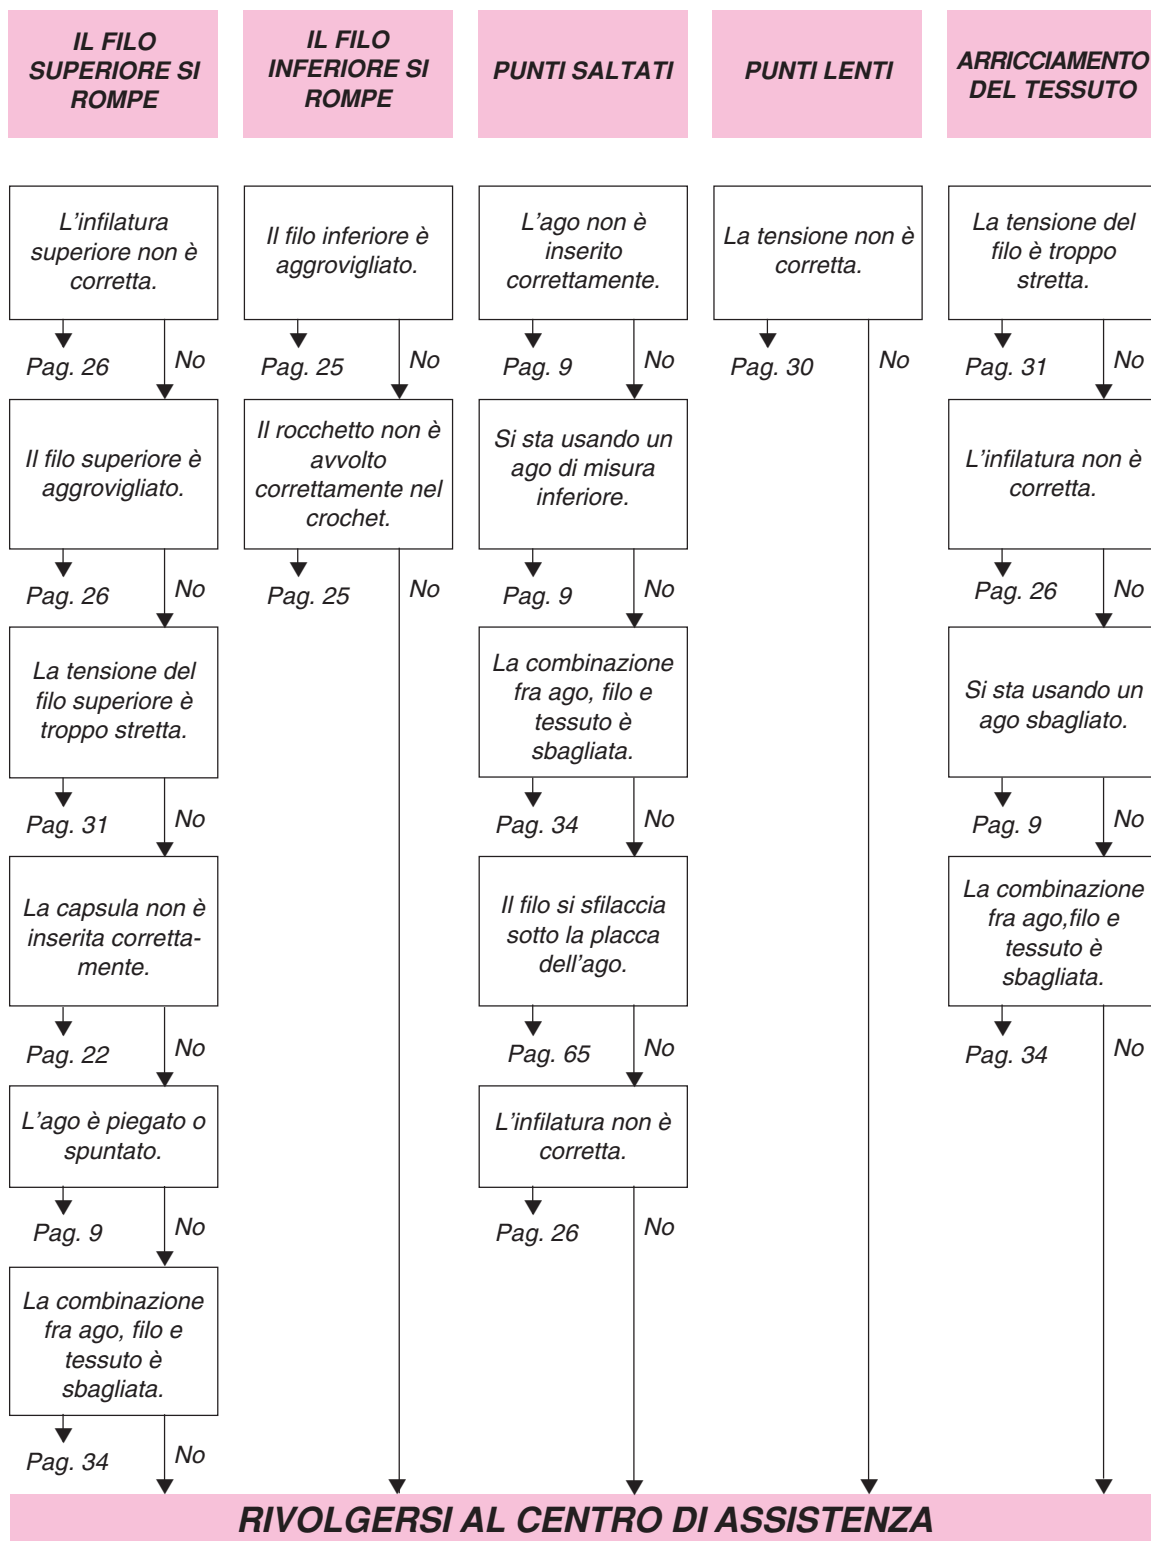 IL FILO
SUPERIORE SI
ROMPE
L'infilatura
superiore non è
corretta.
Pag. 26
No
Il filo superiore è
aggrovigliato.
Pag. 26
No
La tensione del
filo superiore è
troppo stretta.
Pag. 31
No
La capsula non è
inserita corretta-
mente.
Pag. 22
No
L'ago è piegato o
spuntato.
Pag. 9
No
La combinazione
fra ago, filo e
tessuto è
sbagliata.
Pag. 34
No
IL FILO
INFERIORE SI
ROMPE
Il filo inferiore è
aggrovigliato.
Pag. 25
No
Il rocchetto non è
avvolto
correttamente nel
crochet.
Pag. 25
No
PUNTI SALTATI
L'ago non è
inserito
correttamente.
Pag. 9
No
Si sta usando un
ago di misura
inferiore.
Pag. 9
No
La combinazione
fra ago, filo e
tessuto è
sbagliata.
Pag. 34
No
Il filo si sfilaccia
sotto la placca
dell'ago.
Pag. 65
No
L'infilatura non è
corretta.
Pag. 26
No
PUNTI LENTI
La tensione non è
corretta.
Pag. 30
No
ARRICCIAMENTO
DEL TESSUTO
La tensione del
filo è troppo
stretta.
Pag. 31
No
L'infilatura non è
corretta.
Pag. 26
No
Si sta usando un
ago sbagliato.
Pag. 9
No
La combinazione
fra ago,filo e
tessuto è
sbagliata.
Pag. 34
No
RIVOLGERSI AL CENTRO DI ASSISTENZA